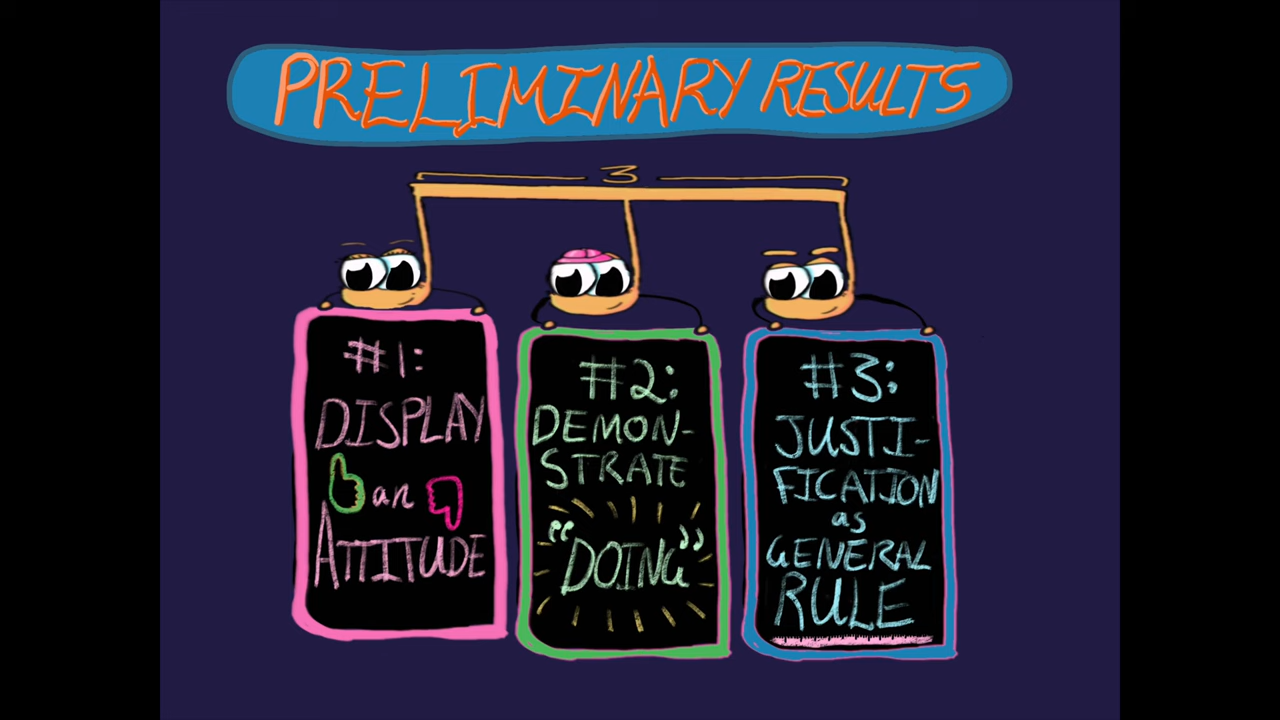 PRELIMINARY RESULTS
3
#1:
DISPLAY
an
ATTITUDE
#2:
DEMON-
STRATE
"DOING"
#3:
JUSTI-
FICATION
as
GENERAL
RULE